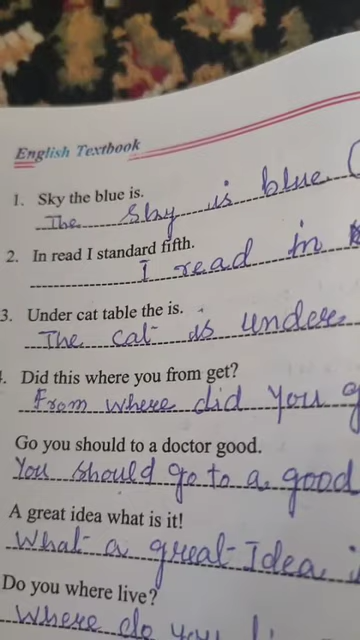 English Textbook
1. Sky the blue is.
The Sky is blue. (
2. In read I standard fifth.
I read in
3. Under cat table the is.
The cat is under
4. Did this where you from get?
From where did you g
Go you should to a doctor good.
You should go to a good
A great idea what is it!
What a great Idea i
Do you where live?
Where do you li